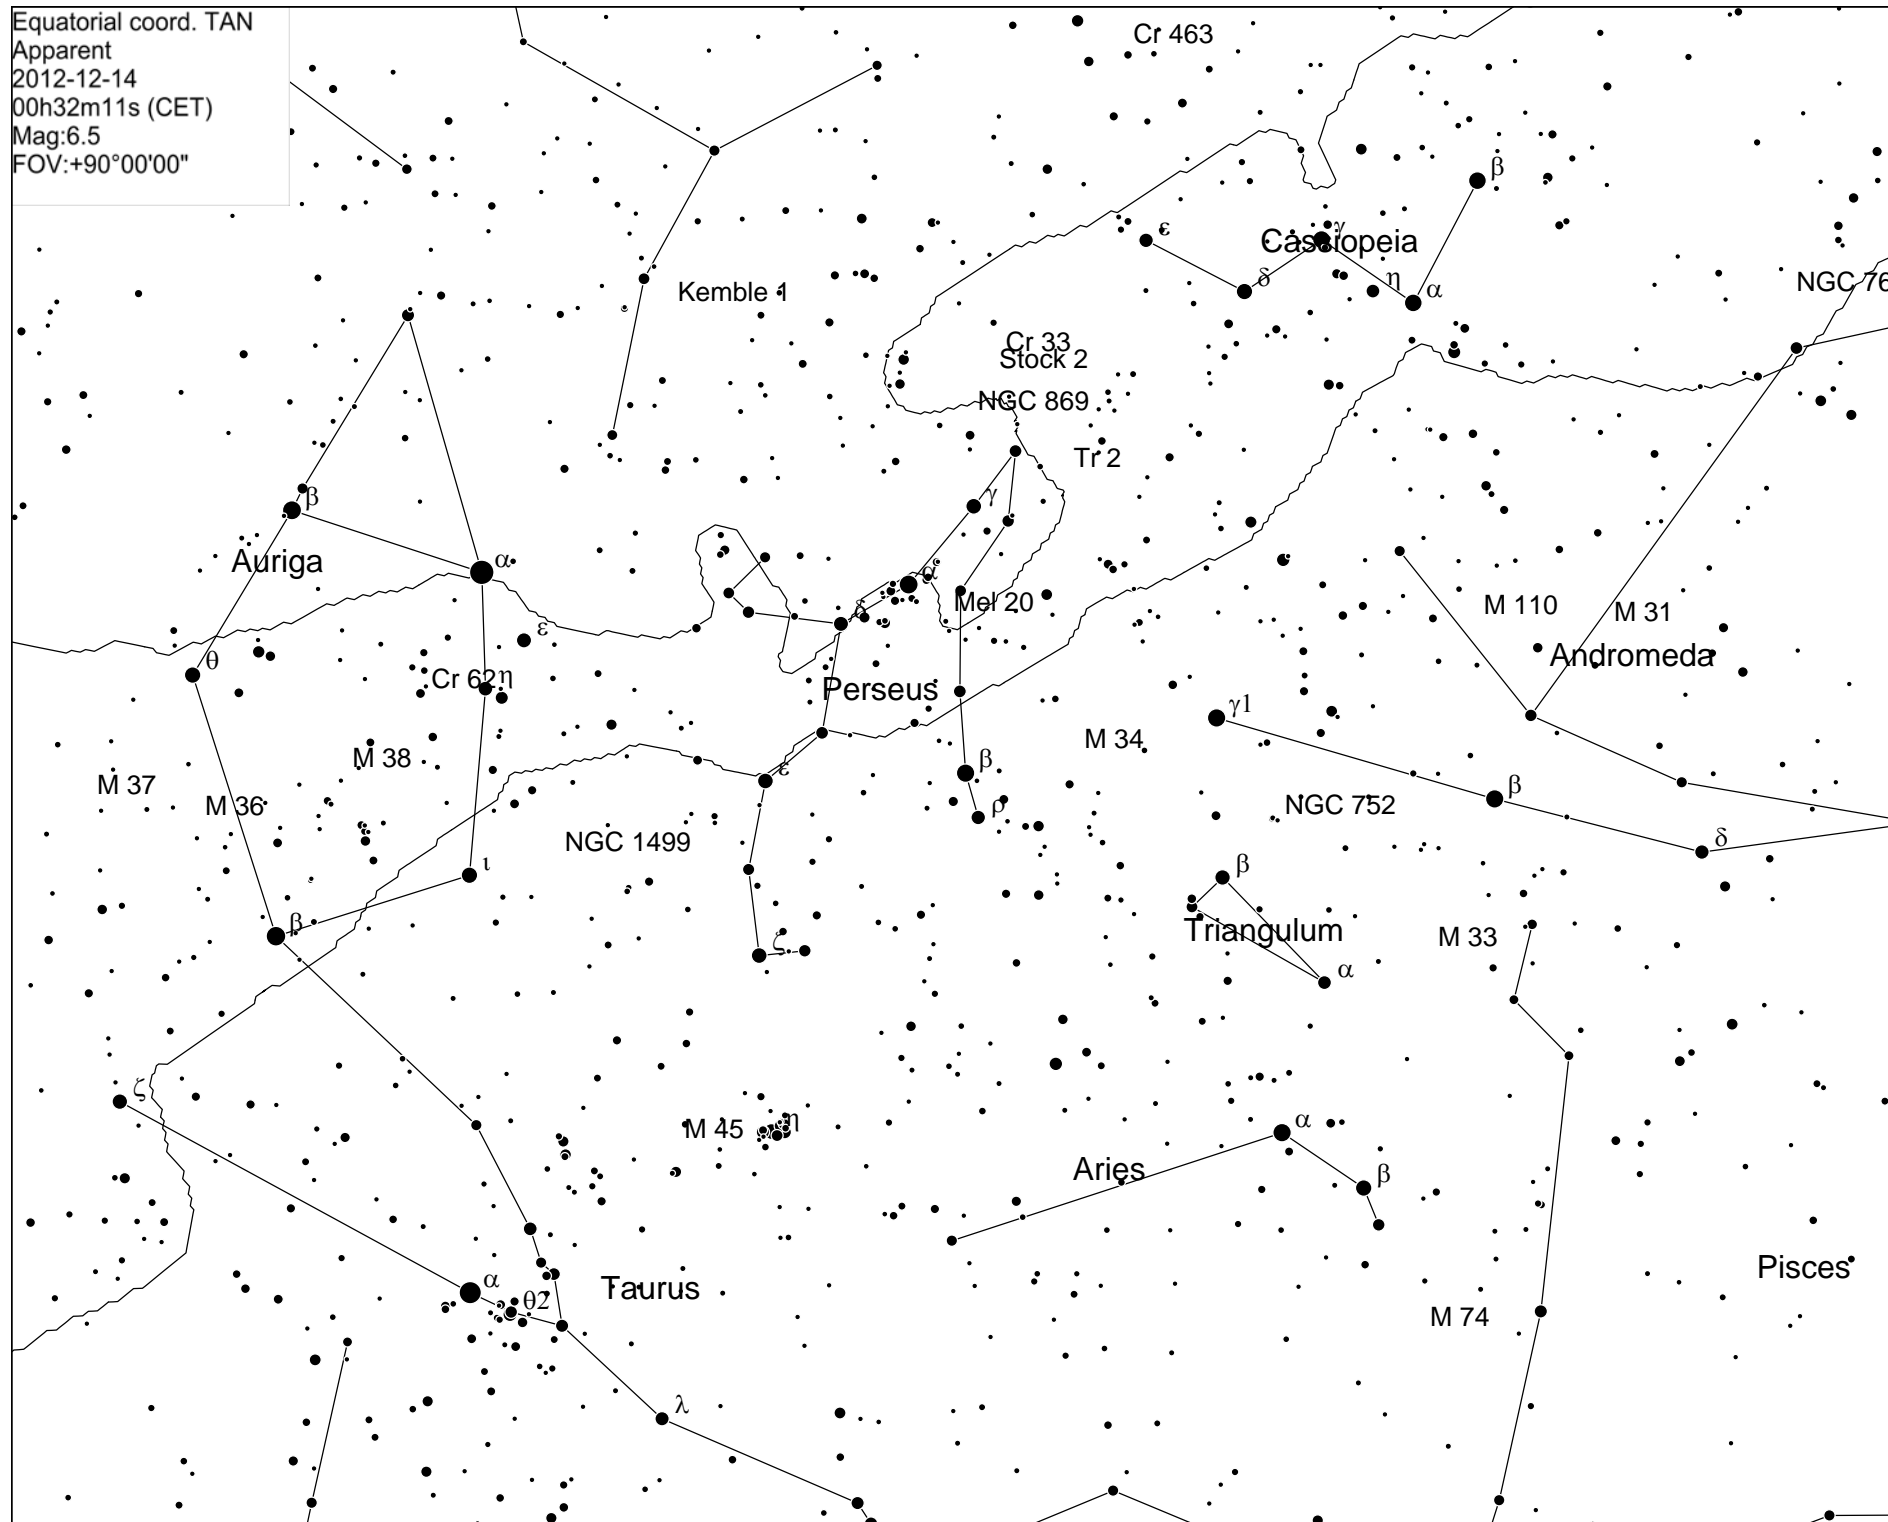 Equatorial coord. TAN
Apparent
2012-12-14
00h32m11s (CET)
Mag:6.5
FOV:+90°00'00"
Cr 463
β
ε
γ
Cassiopeia
δ
η
α
NGC 76
Kemble 1
Cr 33
Stock 2
NGC 869
Tr 2
β
γ
Auriga
α
α
δ
Mel 20
M 110
M 31
ε
Andromeda
θ
Cr 62
η
Perseus
γ1
M 34
M 38
β
ε
M 37
M 36
β
ρ
NGC 752
NGC 1499
δ
ι
β
β
Triangulum
M 33
ζ
α
ζ
M 45
η
α
Aries
β
Pisces
α
Taurus
θ2
M 74
λ